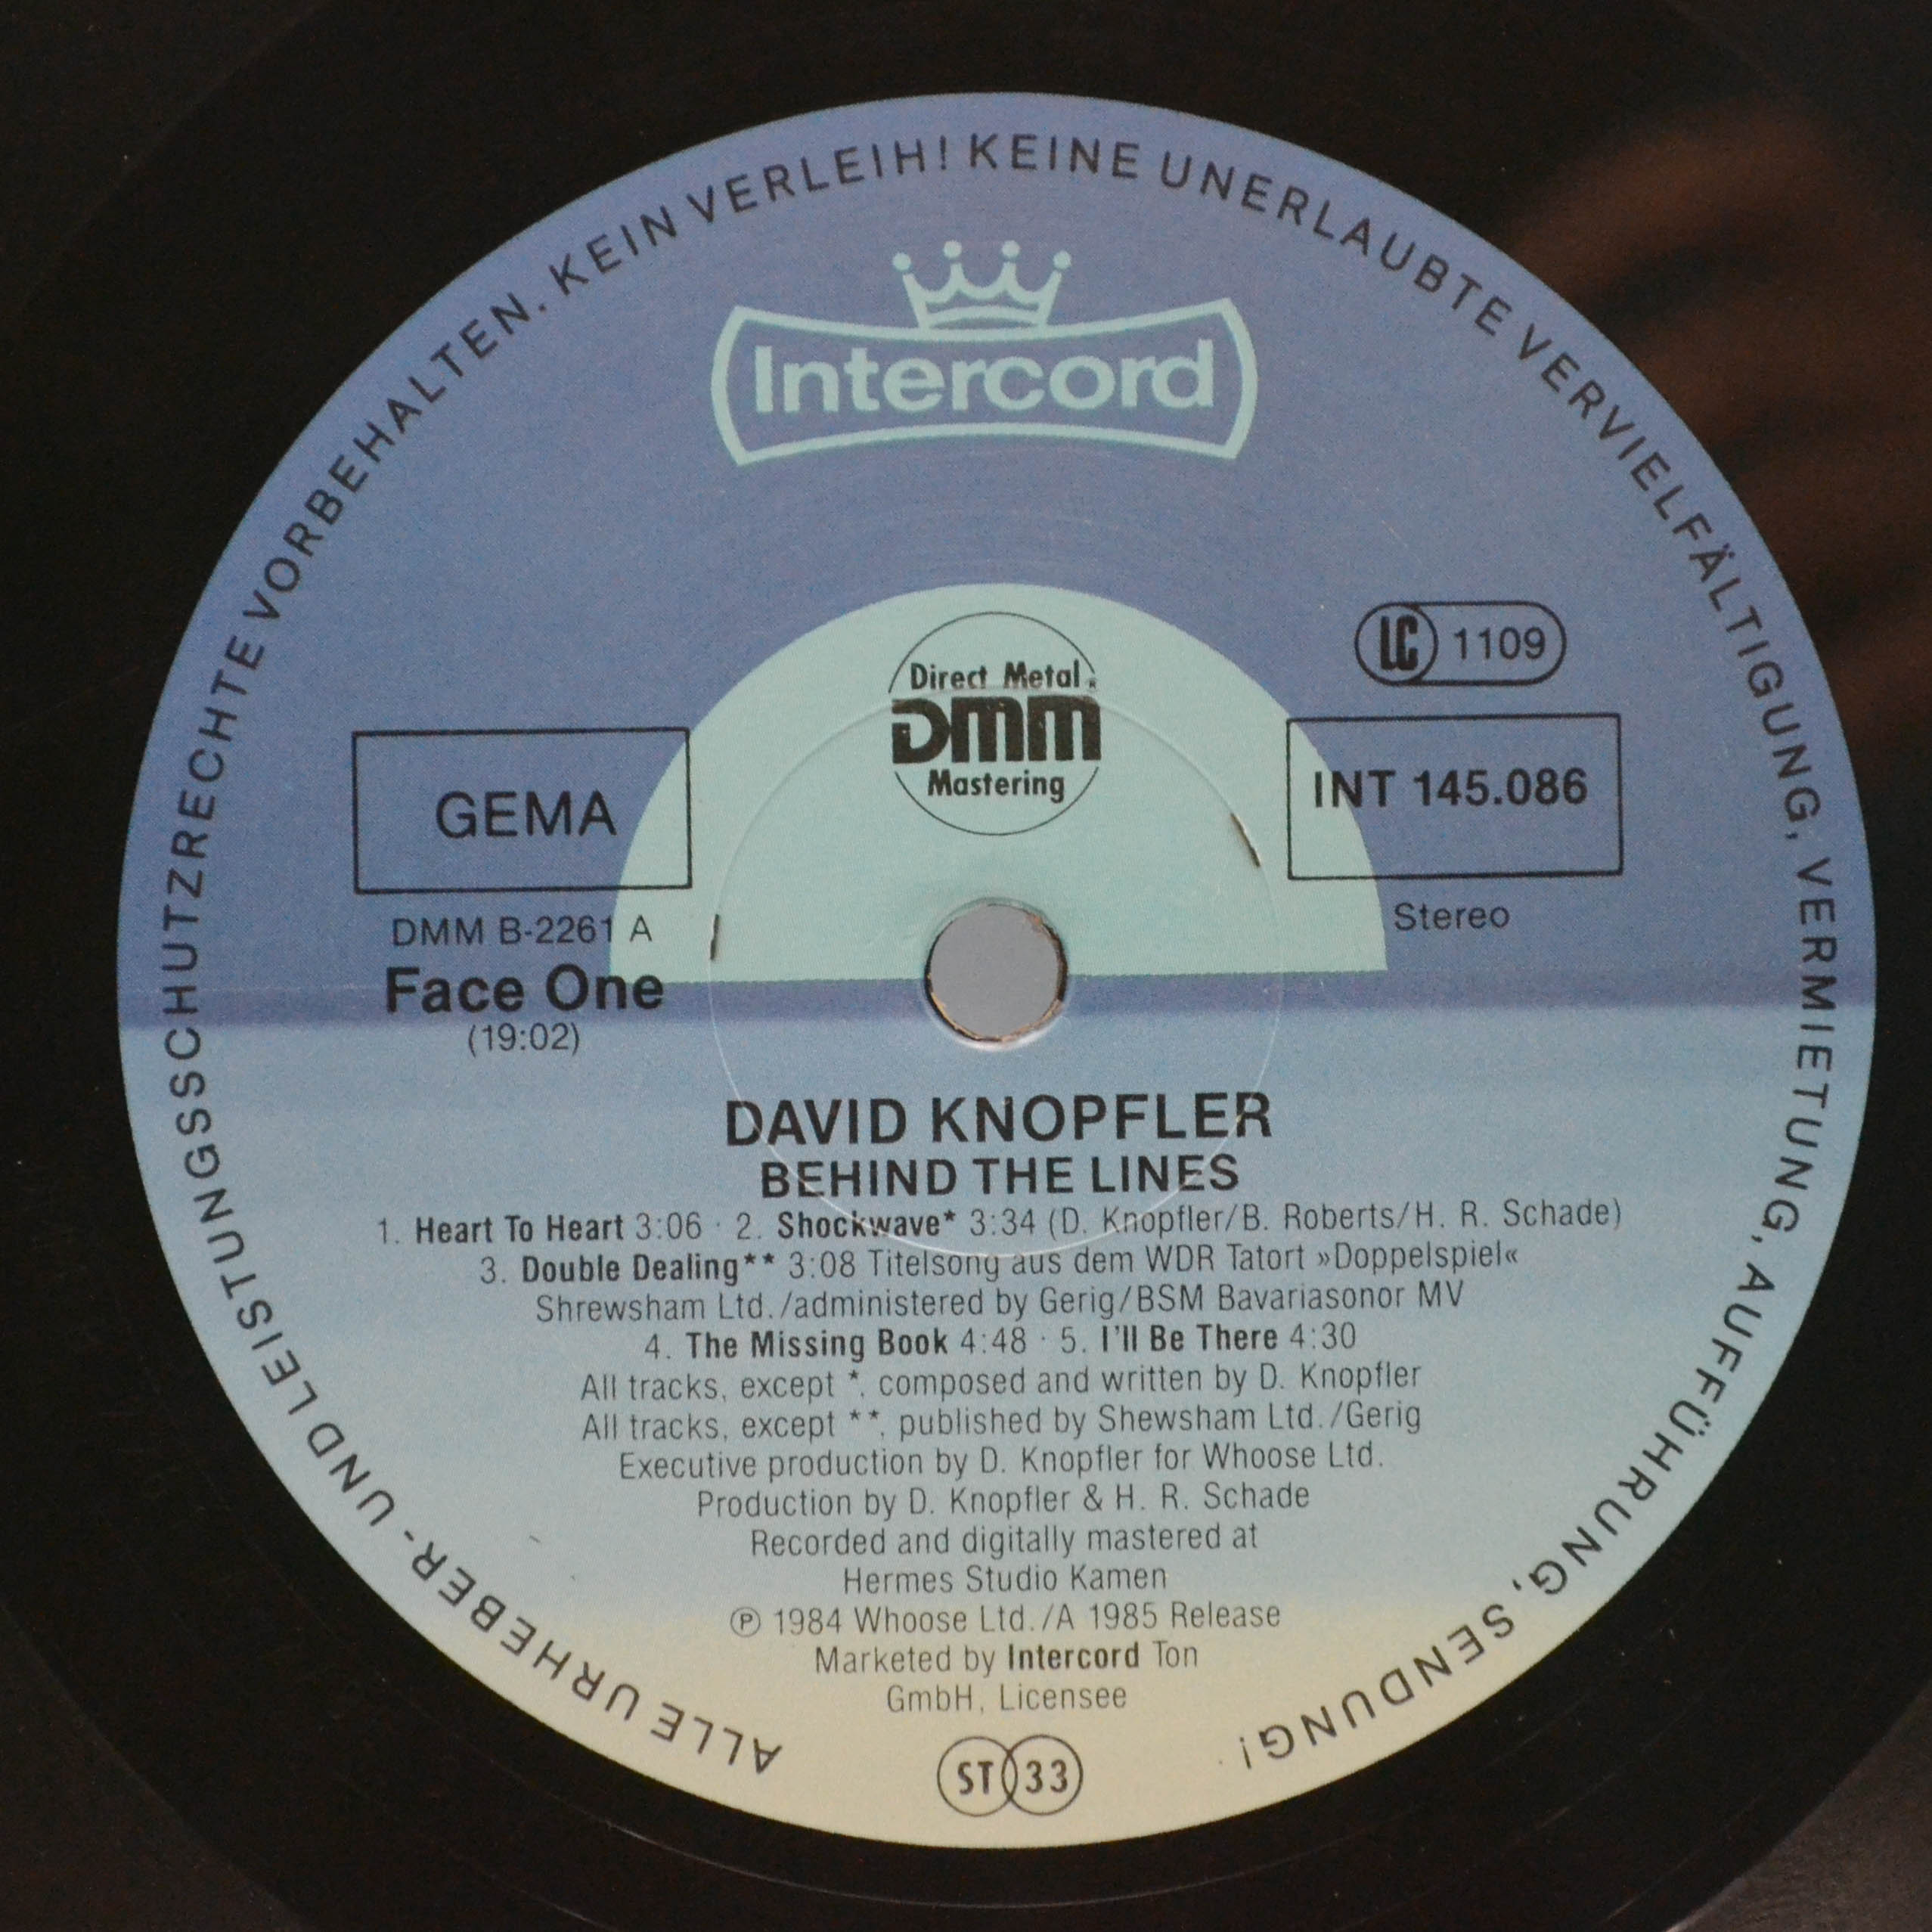 ALLE URHEBER- UND LEISTUNGSSCHUTZRECHTE VORBEHALTEN. KEIN VERLEIH! KEINE UNERLAUBTE VERVIELFÄLTIGUNG, VERMIETUNG, AUFFÜHRUNG, SENDUNG!
Intercord
LC 1109
Direct Metal
DMM
Mastering
GEMA
INT 145.086
DMM B-2261 A
Stereo
Face One
(19:02)
DAVID KNOPFLER
BEHIND THE LINES
1. Heart To Heart 3:06 · 2. Shockwave* 3:34 (D. Knopfler/B. Roberts/H. R. Schade)
3. Double Dealing** 3:08 Titelsong aus dem WDR Tatort »Doppelspiel«
Shrewsham Ltd./administered by Gerig/BSM Bavariasonor MV
4. The Missing Book 4:48 · 5. I'll Be There 4:30
All tracks, except *, composed and written by D. Knopfler
All tracks, except **, published by Shewsham Ltd./Gerig
Executive production by D. Knopfler for Whoose Ltd.
Production by D. Knopfler & H. R. Schade
Recorded and digitally mastered at
Hermes Studio Kamen
℗ 1984 Whoose Ltd./A 1985 Release
Marketed by Intercord Ton
GmbH, Licensee
ST 33